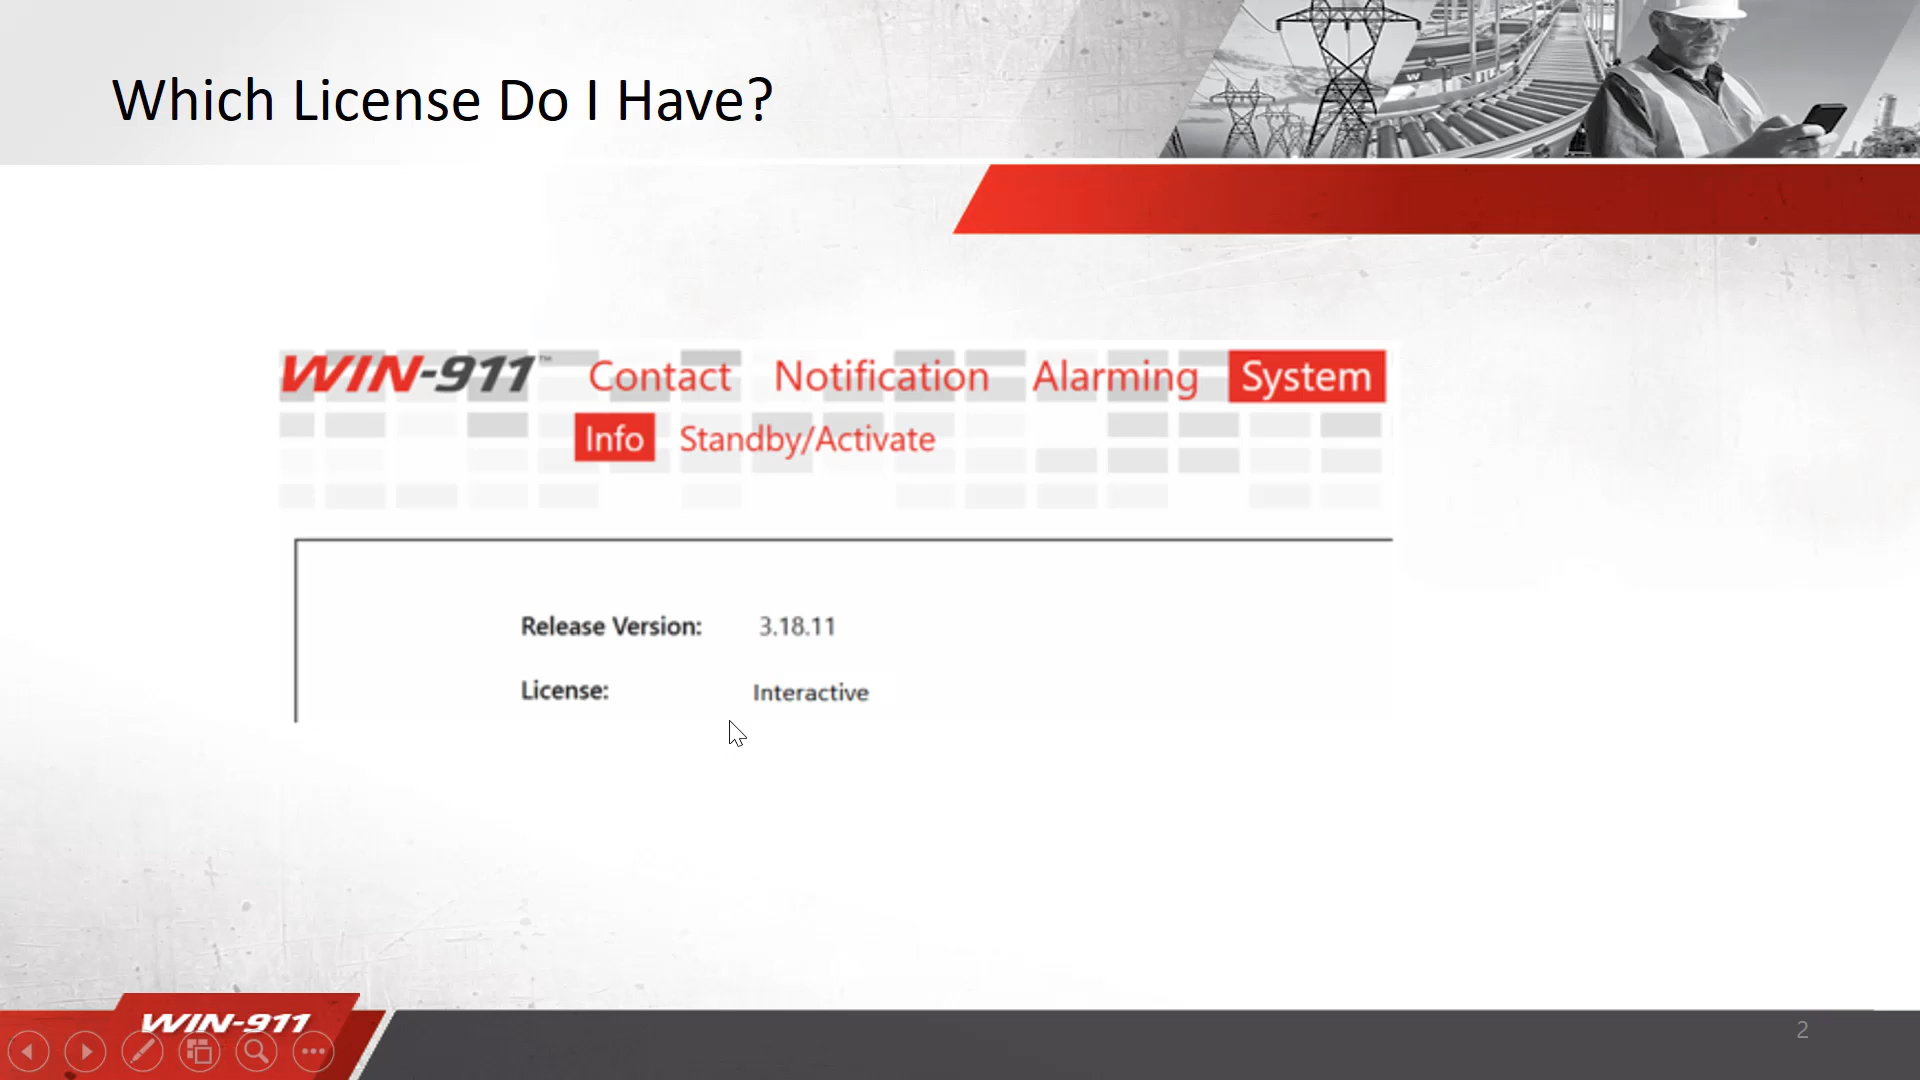 Which License Do I Have?
WIN-911™ Contact Notification Alarming System
Info Standby/Activate
Release Version: 3.18.11
License: Interactive
WIN-911
2